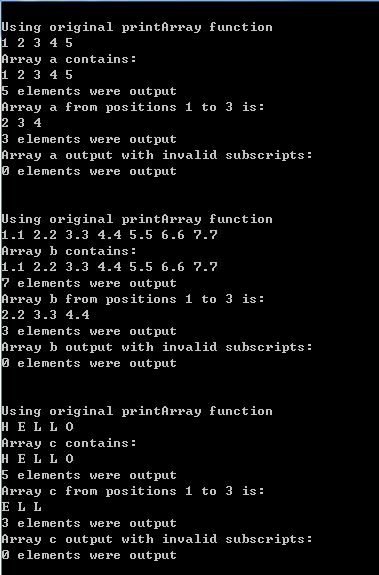 Using original printArray function
1 2 3 4 5
Array a contains:
1 2 3 4 5
5 elements were output
Array a from positions 1 to 3 is:
2 3 4
3 elements were output
Array a output with invalid subscripts:
0 elements were output
Using original printArray function
1.1 2.2 3.3 4.4 5.5 6.6 7.7
Array b contains:
1.1 2.2 3.3 4.4 5.5 6.6 7.7
7 elements were output
Array b from positions 1 to 3 is:
2.2 3.3 4.4
3 elements were output
Array b output with invalid subscripts:
0 elements were output
Using original printArray function
H E L L O
Array c contains:
H E L L O
5 elements were output
Array c from positions 1 to 3 is:
E L L
3 elements were output
Array c output with invalid subscripts:
0 elements were output